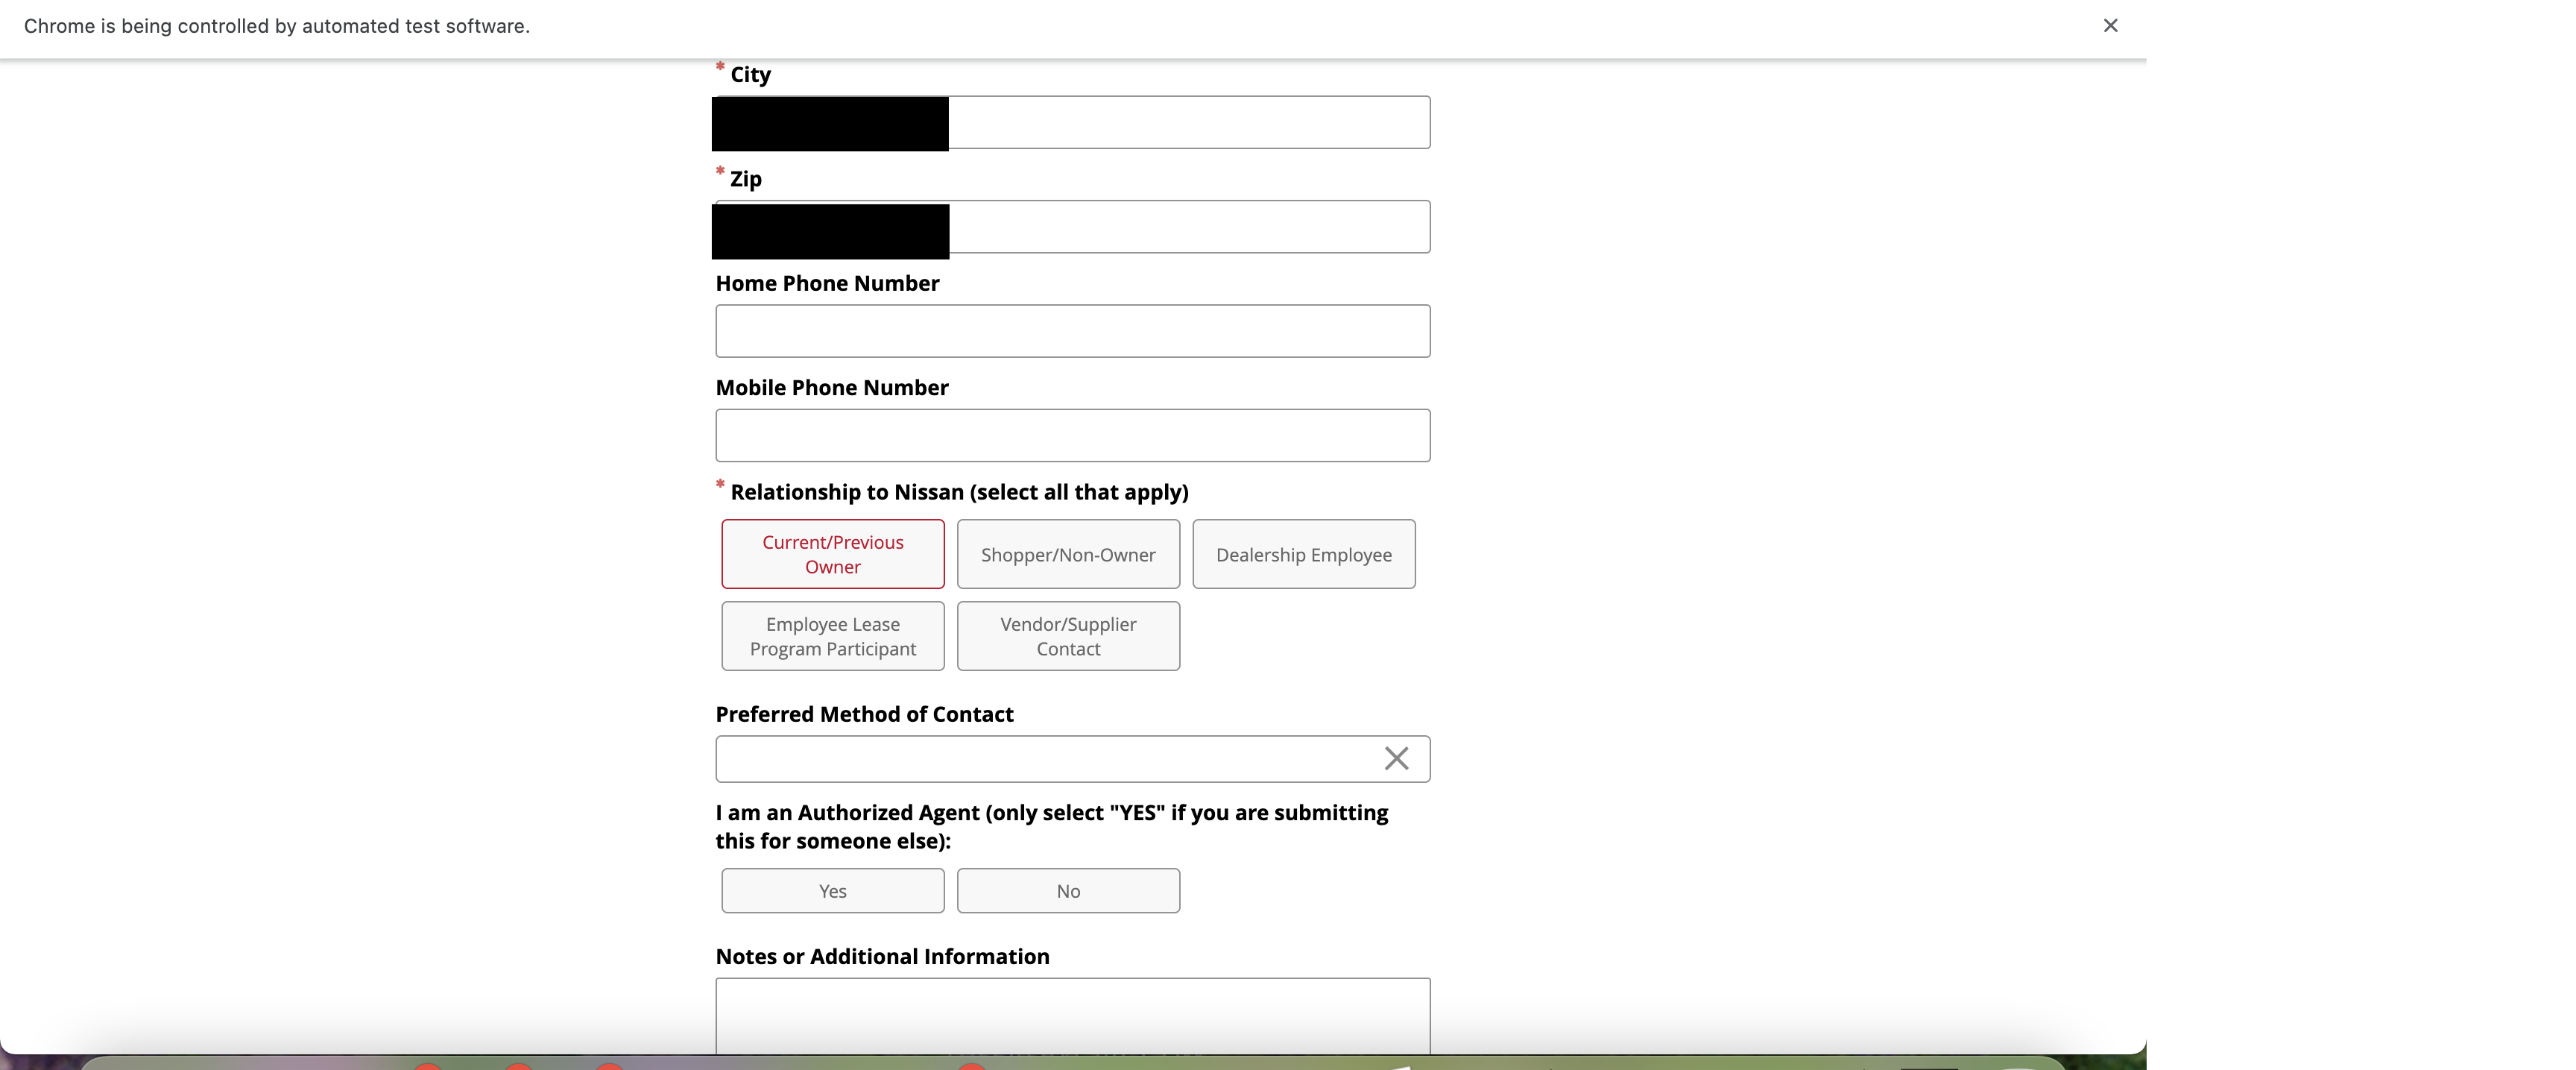 Chrome is being controlled by automated test software.
* City
* Zip
Home Phone Number
Mobile Phone Number
* Relationship to Nissan (select all that apply)
Current/Previous
Owner
Shopper/Non-Owner
Dealership Employee
Employee Lease
Program Participant
Vendor/Supplier
Contact
Preferred Method of Contact
I am an Authorized Agent (only select "YES" if you are submitting
this for someone else):
Yes
No
Notes or Additional Information